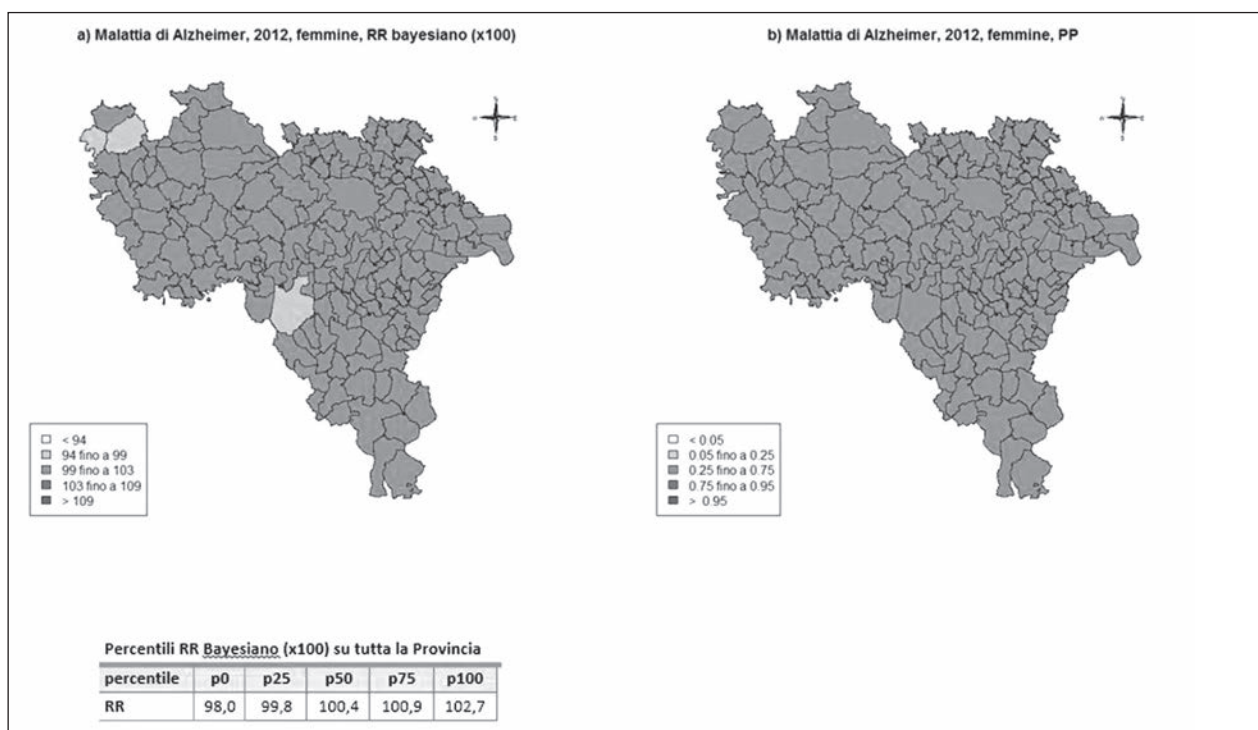 a) Malattia di Alzheimer, 2012, femmine, RR bayesiano (x100)
b) Malattia di Alzheimer, 2012, femmine, PP
< 94
94 fino a 99
99 fino a 103
103 fino a 109
> 109
< 0.05
0.05 fino a 0.25
0.25 fino a 0.75
0.75 fino a 0.95
> 0.95
Percentili RR Bayesiano (x100) su tutta la Provincia
percentile p0 p25 p50 p75 p100
RR 98,0 99,8 100,4 100,9 102,7